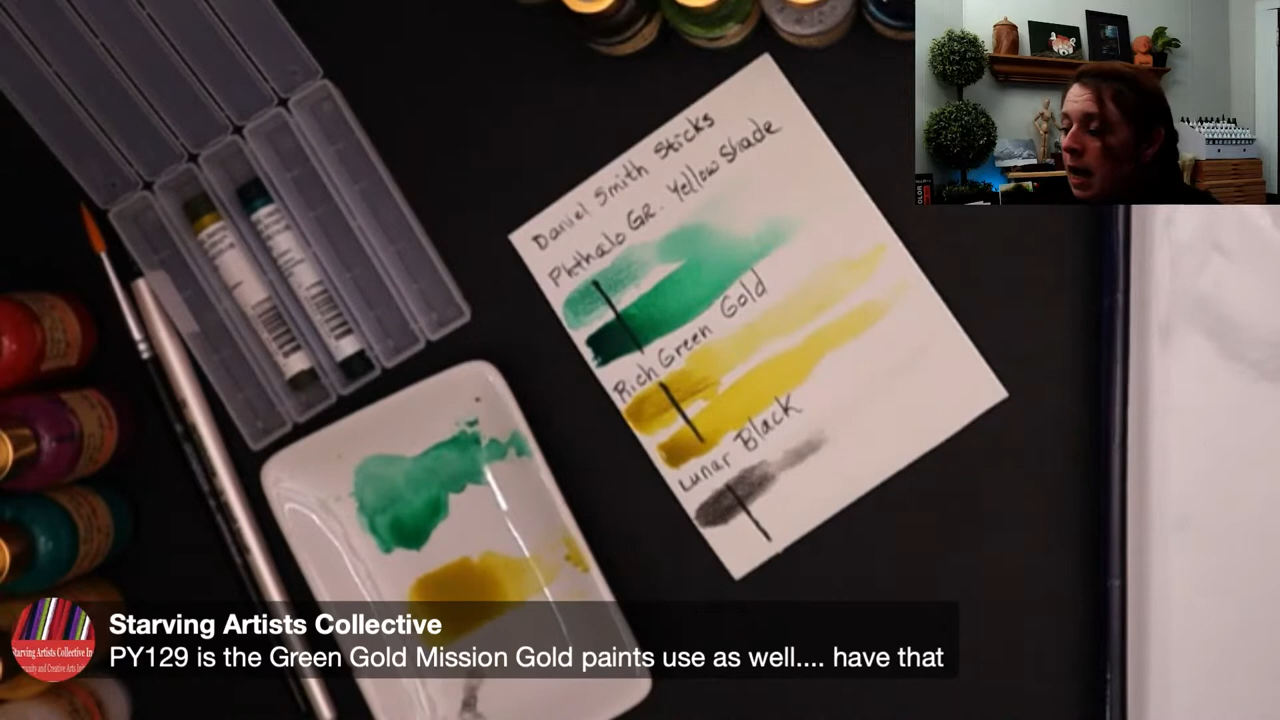 Daniel Smith Sticks
Phthalo GR. Yellow Shade
Rich Green Gold
Lunar Black
Starving Artists Collective
PY129 is the Green Gold Mission Gold paints use as well.... have that